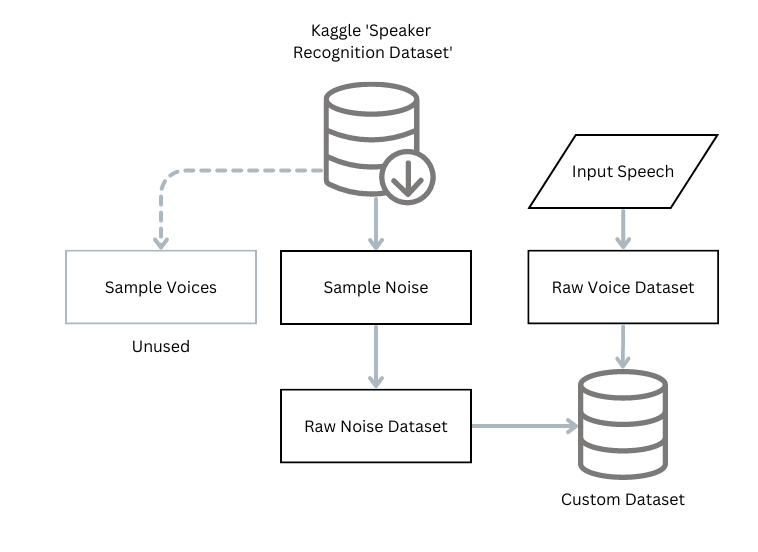 Kaggle 'Speaker
Recognition Dataset'
Input Speech
Sample Voices
Sample Noise
Raw Voice Dataset
Unused
Raw Noise Dataset
Custom Dataset